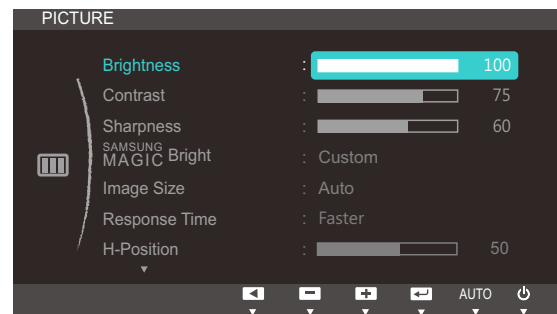 PICTURE
Brightness : 100
Contrast : 75
Sharpness : 60
SAMSUNG
MAGIC Bright : Custom
Image Size : Auto
Response Time : Faster
H-Position : 50
AUTO